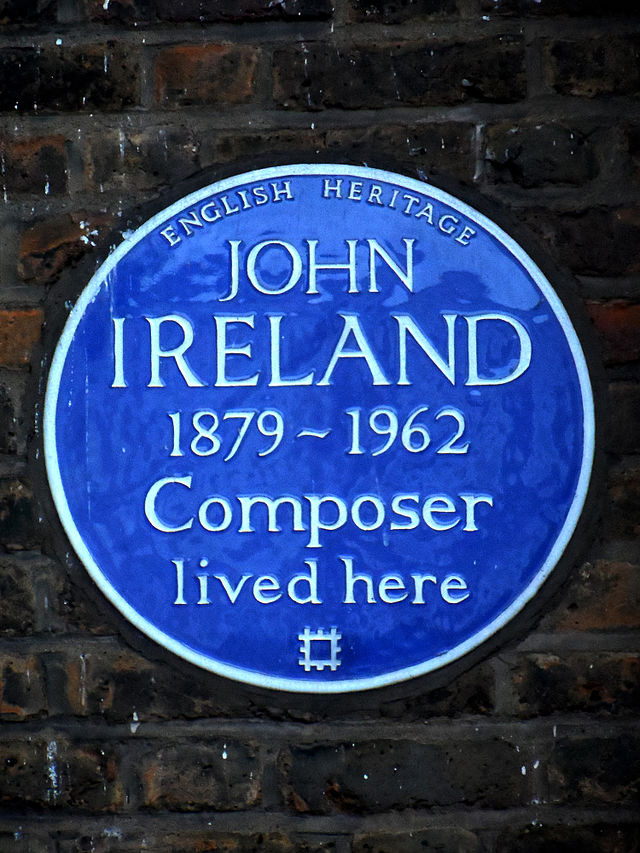 ENGLISH HERITAGE
JOHN
IRELAND
1879~1962
Composer
lived here